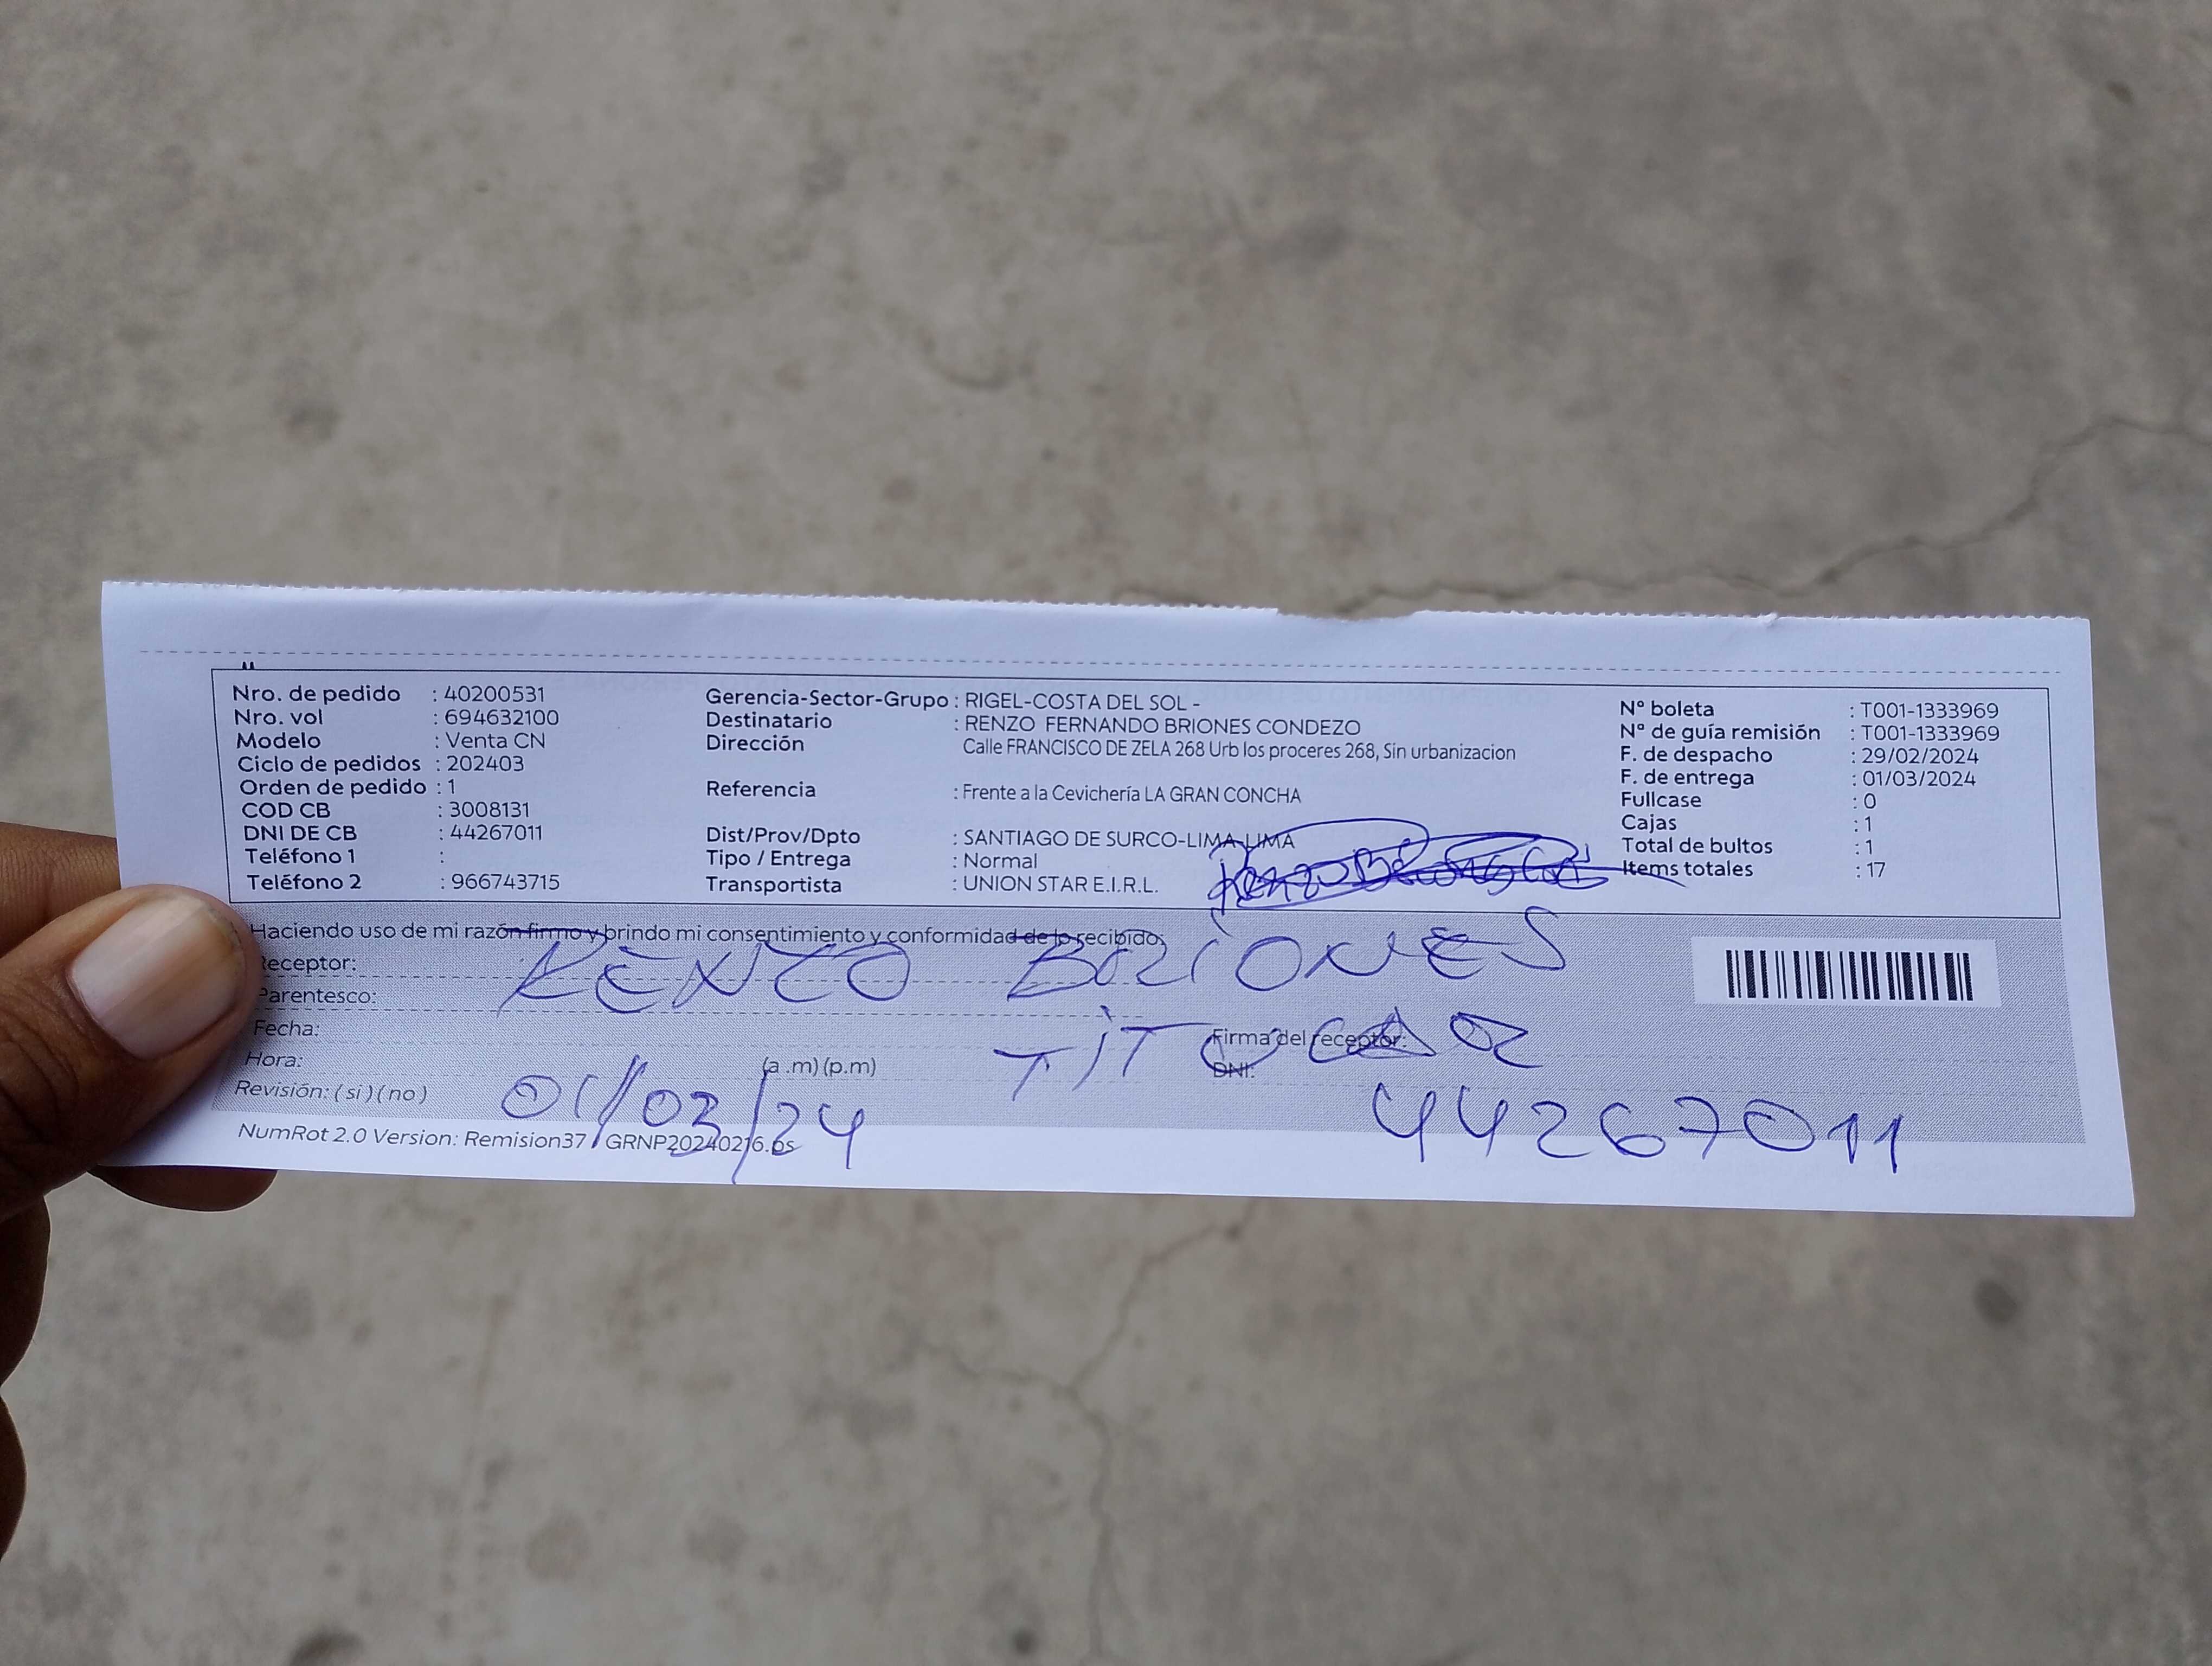 Nro. de pedido : 40200531
Nro. vol : 694632100
Modelo : Venta CN
Ciclo de pedidos : 202403
Orden de pedido : 1
COD CB : 3008131
DNI DE CB : 44267011
Teléfono 1 :
Teléfono 2 : 966743715
Gerencia-Sector-Grupo : RIGEL-COSTA DEL SOL -
Destinatario : RENZO FERNANDO BRIONES CONDEZO
Dirección Calle FRANCISCO DE ZELA 268 Urb los proceres 268, Sin urbanizacion
Referencia : Frente a la Cevichería LA GRAN CONCHA
Dist/Prov/Dpto : SANTIAGO DE SURCO-LIMA-LIMA
Tipo / Entrega : Normal
Transportista : UNION STAR E.I.R.L.
N° boleta : T001-1333969
N° de guía remisión : T001-1333969
F. de despacho : 29/02/2024
F. de entrega : 01/03/2024
Fullcase : 0
Cajas : 1
Total de bultos : 1
Items totales : 17
Haciendo uso de mi razón firmo y brindo mi consentimiento y conformidad de lo recibido:
Receptor: RENZO BRIONES
Parentesco: TITULAR
Fecha:
Firma del receptor:
Hora: (a .m) (p.m)
DNI: 44267011
Revisión: ( si ) ( no )
01/03/24
NumRot 2.0 Version: Remision37 / GRNP20240216.ps